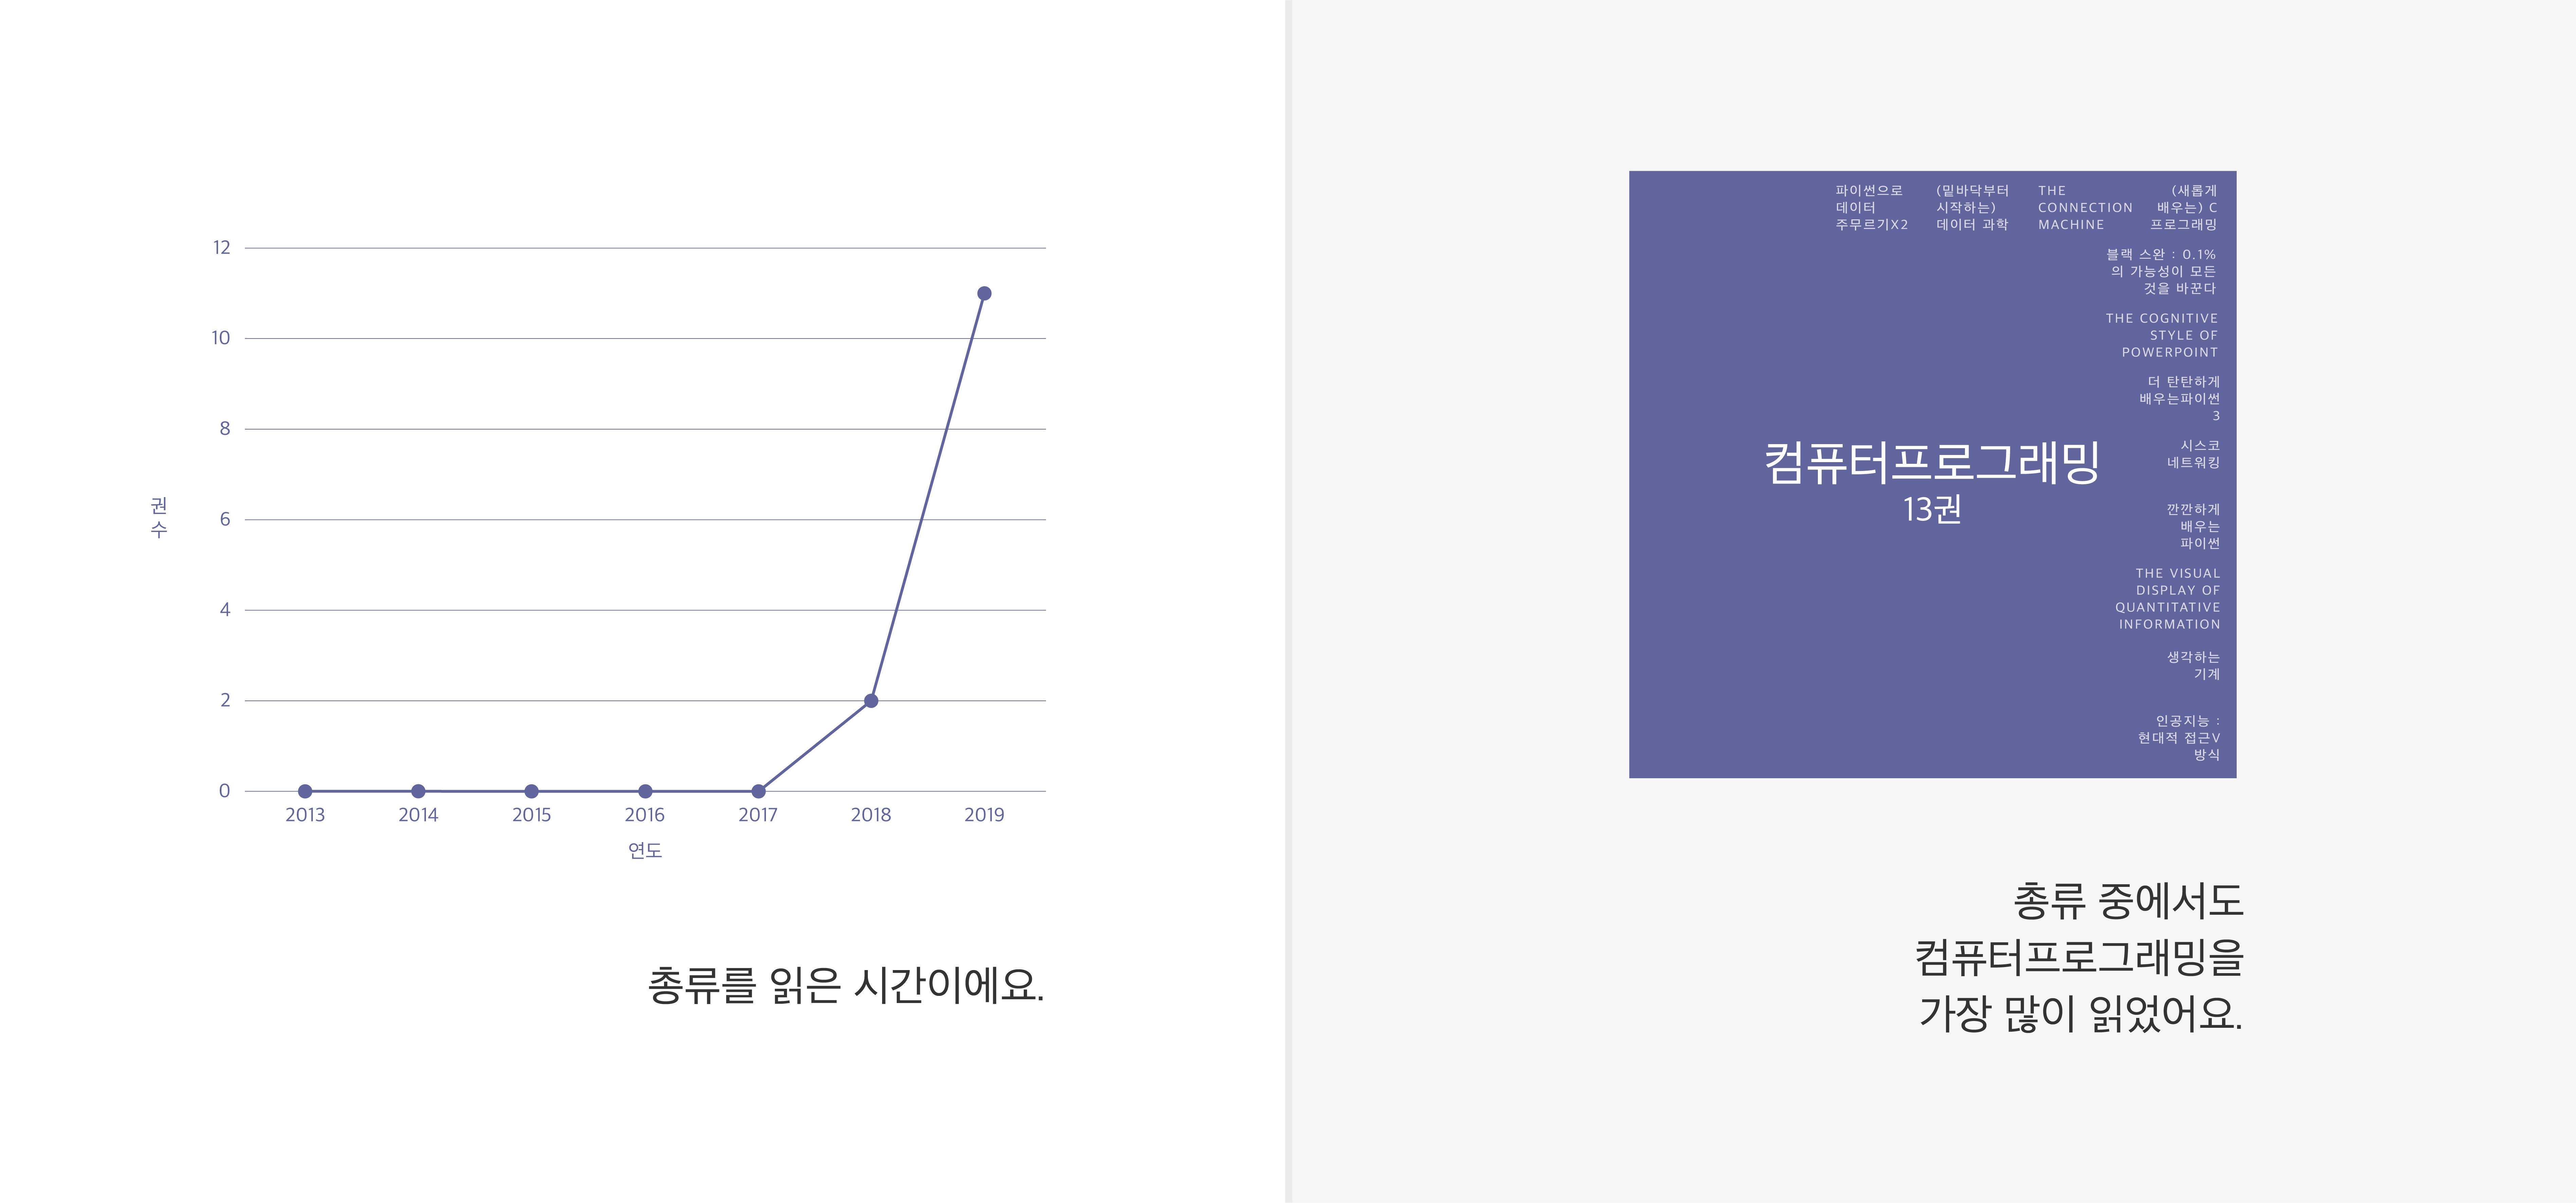 12
10
8
6
4
2
0
권
수
2013 2014 2015 2016 2017 2018 2019
연도
총류를 읽은 시간이에요.
파이썬으로
데이터
주무르기X2
(밑바닥부터
시작하는)
데이터 과학
THE
CONNECTION
MACHINE
(새롭게
배우는) C
프로그래밍
블랙 스완 : 0.1%
의 가능성이 모든
것을 바꾼다
THE COGNITIVE
STYLE OF
POWERPOINT
더 탄탄하게
배우는파이썬
3
시스코
네트워킹
컴퓨터프로그래밍
13권
깐깐하게
배우는
파이썬
THE VISUAL
DISPLAY OF
QUANTITATIVE
INFORMATION
생각하는
기계
인공지능 :
현대적 접근V
방식
총류 중에서도
컴퓨터프로그래밍을
가장 많이 읽었어요.